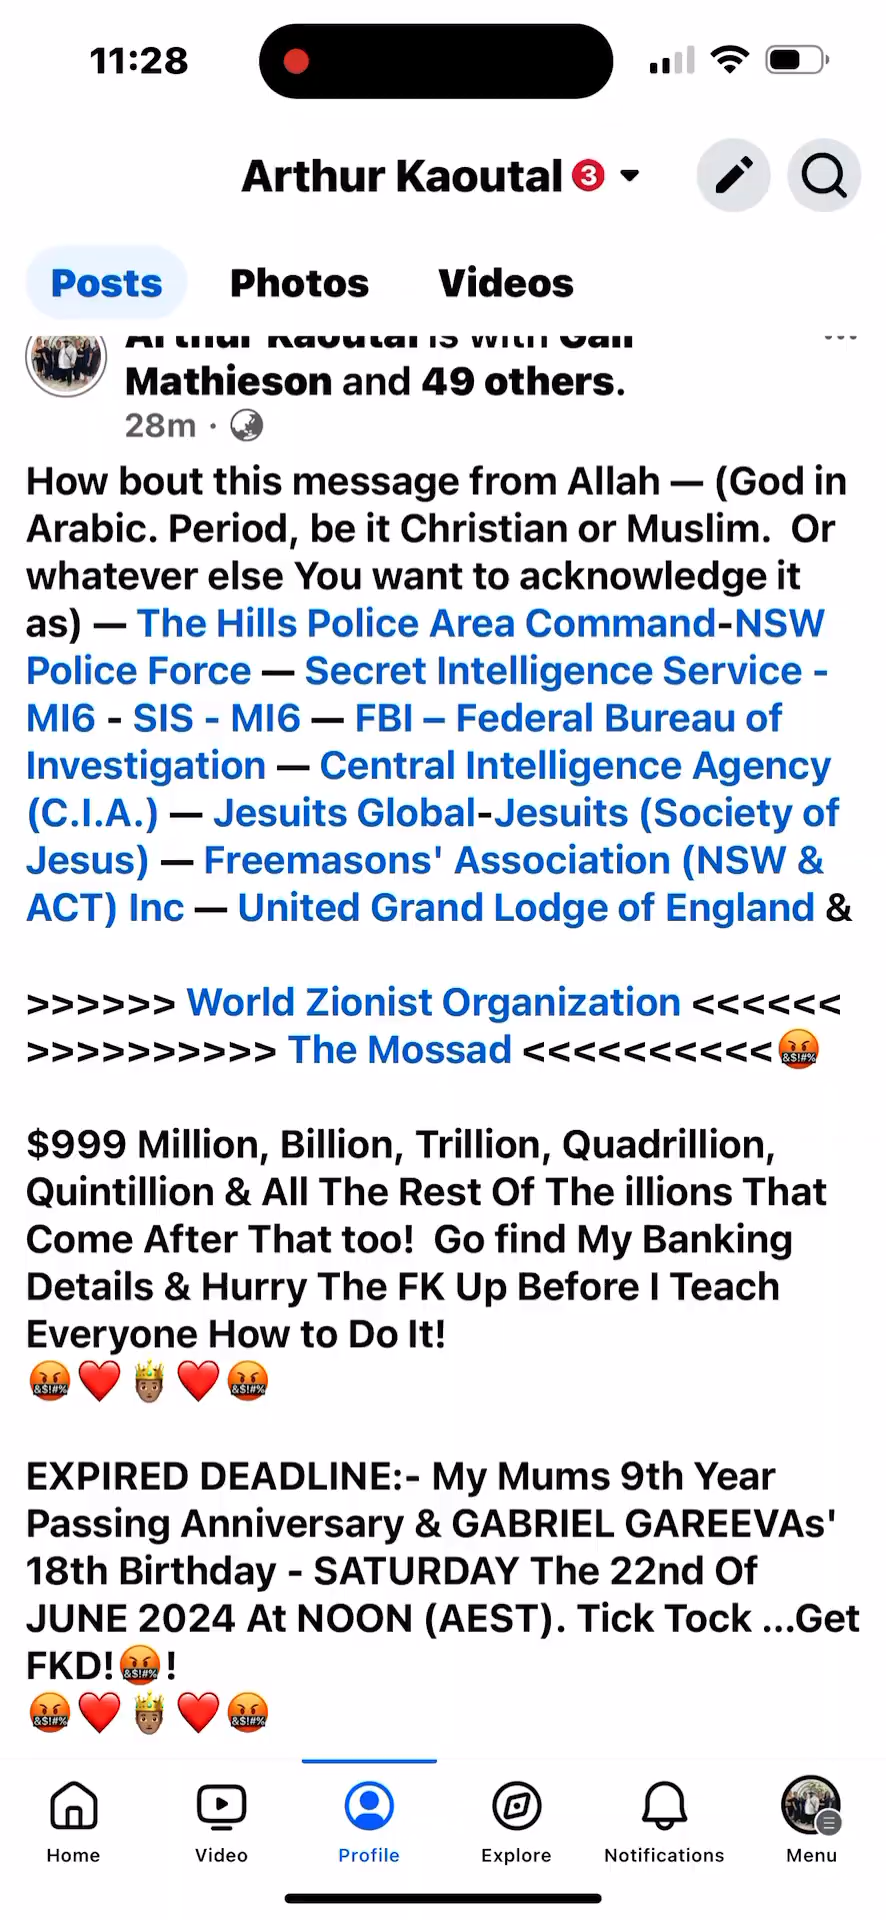 11:28
Arthur Kaoutal 3
Posts Photos Videos
Arthur Kaoutal is with Gail
Mathieson and 49 others.
28m ·
How bout this message from Allah — (God in
Arabic. Period, be it Christian or Muslim.  Or
whatever else You want to acknowledge it
as) — The Hills Police Area Command-NSW
Police Force — Secret Intelligence Service -
MI6 - SIS - MI6 — FBI – Federal Bureau of
Investigation — Central Intelligence Agency
(C.I.A.) — Jesuits Global-Jesuits (Society of
Jesus) — Freemasons' Association (NSW &
ACT) Inc — United Grand Lodge of England &
>>>>>> World Zionist Organization <<<<<<
>>>>>>>>>> The Mossad <<<<<<<<<<🤬
$999 Million, Billion, Trillion, Quadrillion,
Quintillion & All The Rest Of The illions That
Come After That too!  Go find My Banking
Details & Hurry The FK Up Before I Teach
Everyone How to Do It!
🤬❤️🤴🏽❤️🤬
EXPIRED DEADLINE:- My Mums 9th Year
Passing Anniversary & GABRIEL GAREEVAs'
18th Birthday - SATURDAY The 22nd Of
JUNE 2024 At NOON (AEST). Tick Tock ...Get
FKD!🤬!
🤬❤️🤴🏽❤️🤬
Home Video Profile Explore Notifications Menu